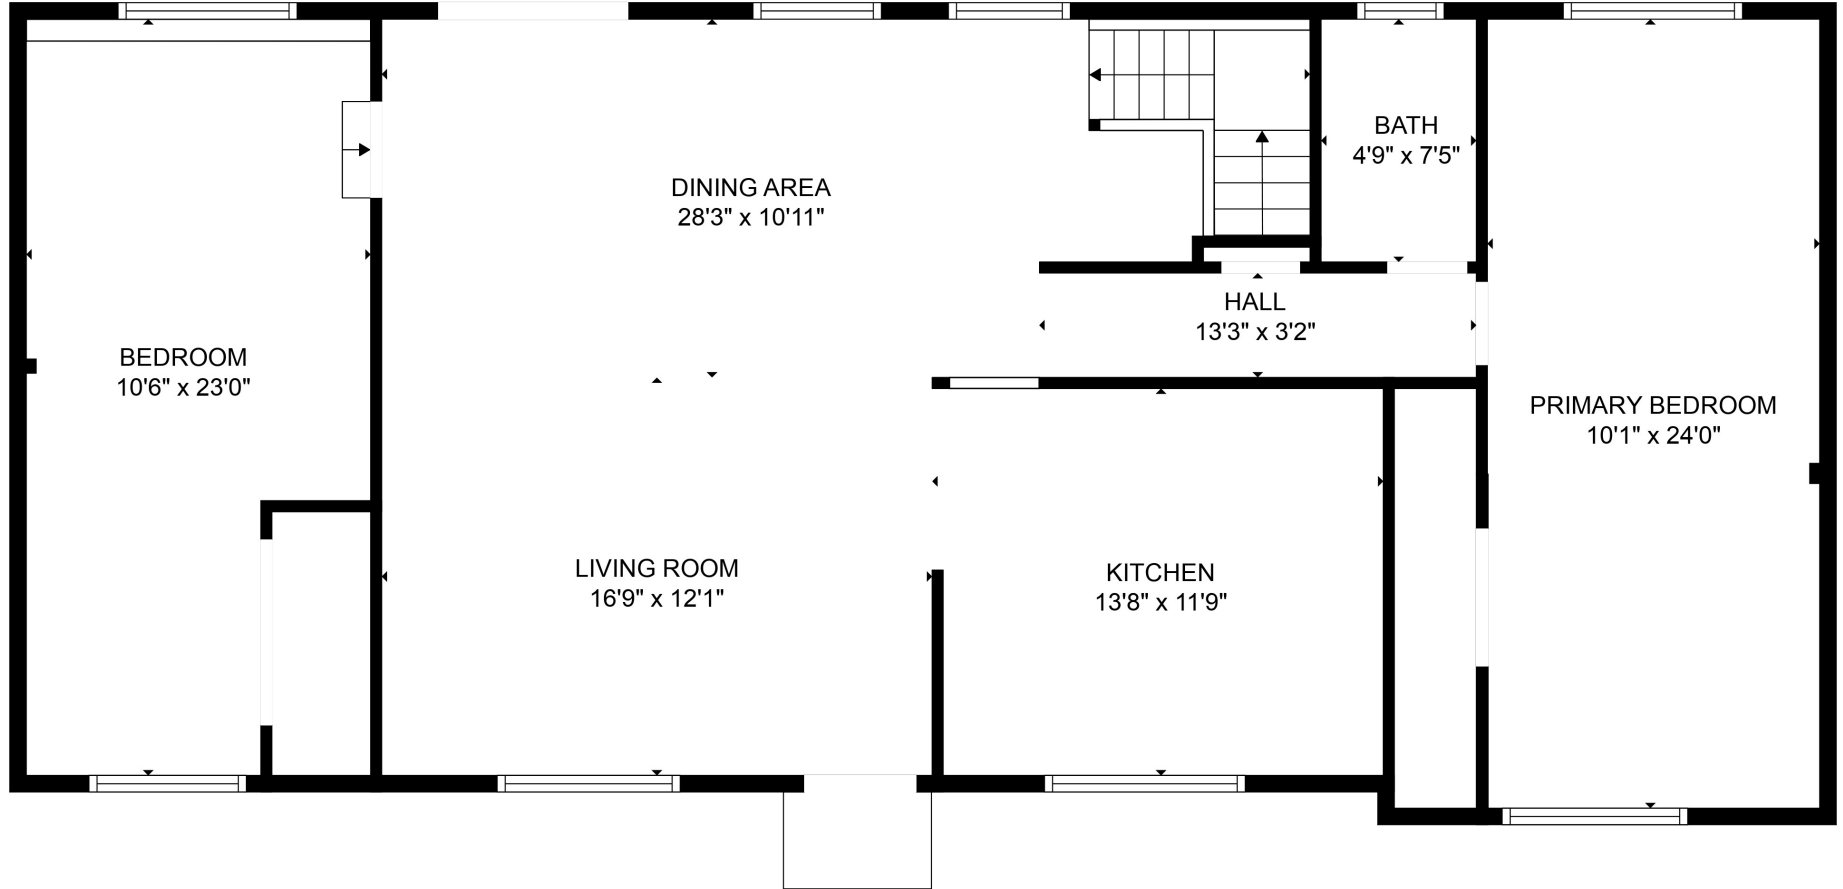 BATH
4'9" x 7'5"
DINING AREA
28'3" x 10'11"
HALL
13'3" x 3'2"
BEDROOM
10'6" x 23'0"
PRIMARY BEDROOM
10'1" x 24'0"
LIVING ROOM
16'9" x 12'1"
KITCHEN
13'8" x 11'9"